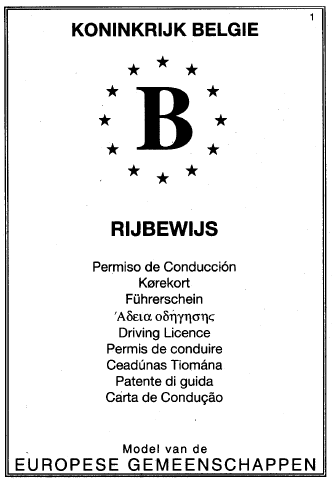 1
KONINKRIJK BELGIE
B
RIJBEWIJS
Permiso de Conducción
Kørekort
Führerschein
Άδεια οδήγησης
Driving Licence
Permis de conduire
Ceadúnas Tiomána
Patente di guida
Carta de Condução
Model van de
EUROPESE GEMEENSCHAPPEN